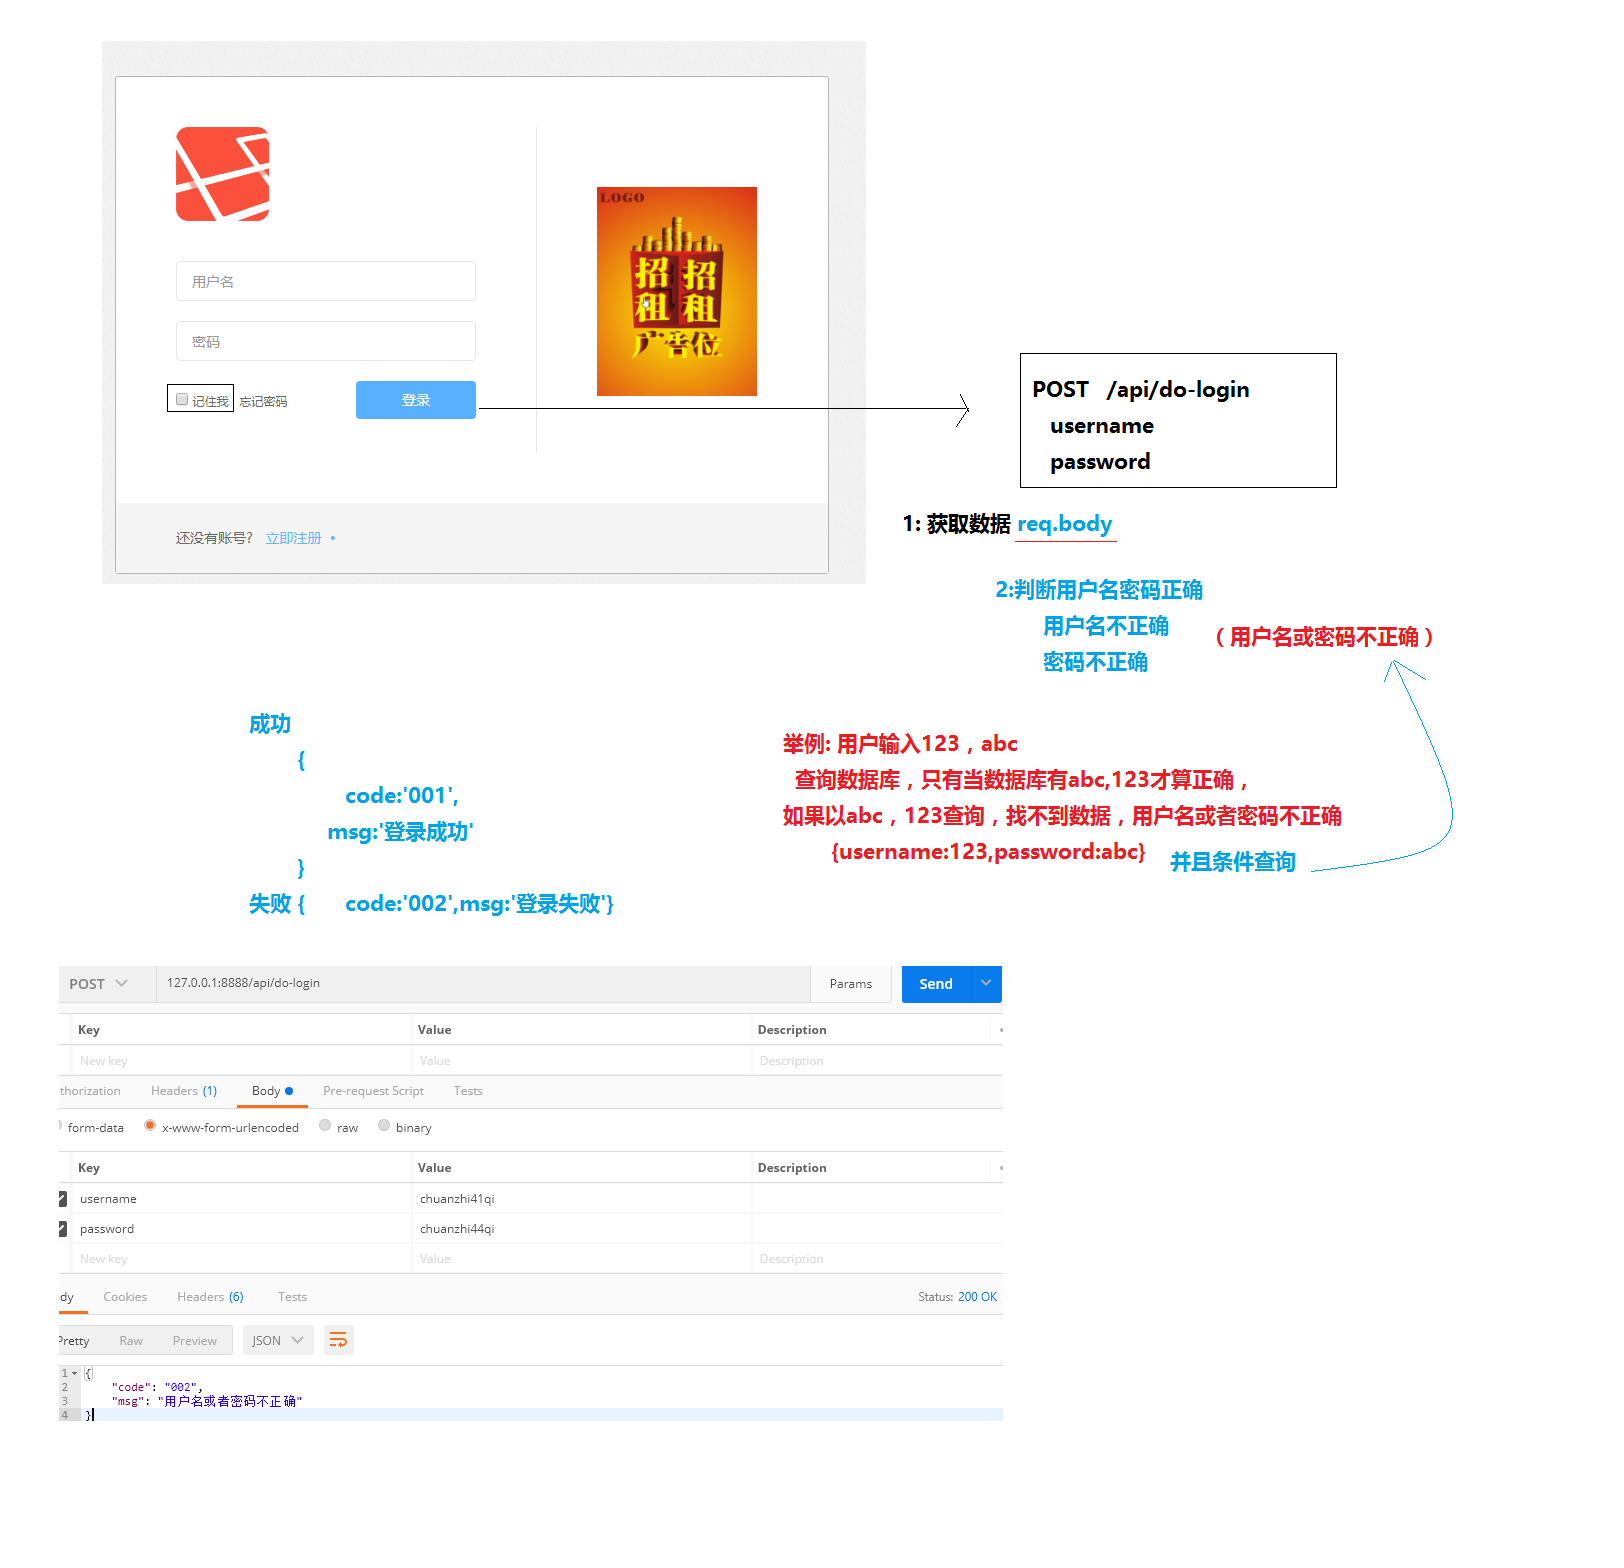 LOGO
招 招
租 租
广告位
用户名
密码
记住我 忘记密码 登录
还没有账号? 立即注册
POST /api/do-login
username
password
1: 获取数据 req.body
2:判断用户名密码正确
用户名不正确
密码不正确
（用户名或密码不正确）
成功
{
code:'001',
msg:'登录成功'
}
失败 { code:'002',msg:'登录失败'}
举例: 用户输入123，abc
查询数据库，只有当数据库有abc,123才算正确，
如果以abc，123查询，找不到数据，用户名或者密码不正确
{username:123,password:abc}
并且条件查询
POST 127.0.0.1:8888/api/do-login Params Send
Key Value Description
New key Value Description
thorization Headers (1) Body Pre-request Script Tests
form-data x-www-form-urlencoded raw binary
Key Value Description
username chuanzhi41qi
password chuanzhi44qi
New key Value Description
dy Cookies Headers (6) Tests Status: 200 OK
Pretty Raw Preview JSON
1 {
2 "code": "002",
3 "msg": "用户名或者密码不正确"
4 }